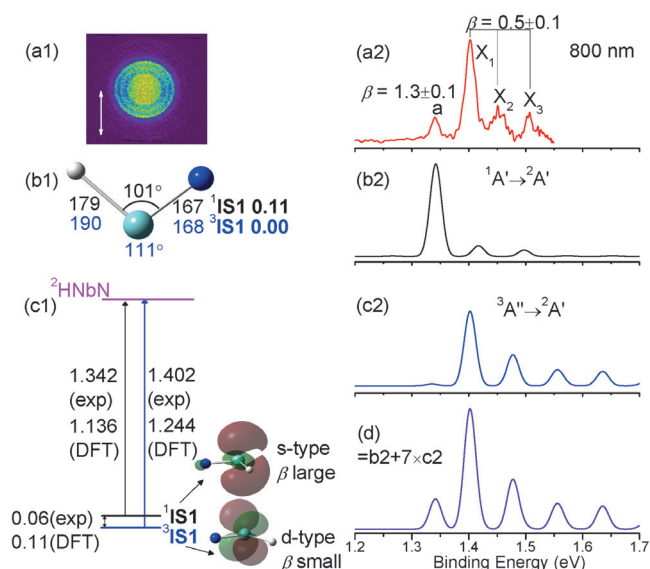 (a1)
(b1)
101°
179
190
167 ¹IS1 0.11
168 ³IS1 0.00
111°
²HNbN
(c1)
1.342
(exp)
1.136
(DFT)
1.402
(exp)
1.244
(DFT)
s-type
β large
0.06(exp)
0.11(DFT)
¹IS1
³IS1
d-type
β small
(a2)
β = 0.5±0.1
800 nm
X₁
β = 1.3±0.1
a
X₂
X₃
(b2)
¹A'→²A'
(c2)
³A"→²A'
(d)
=b2+7×c2
1.2 1.3 1.4 1.5 1.6 1.7
Binding Energy (eV)